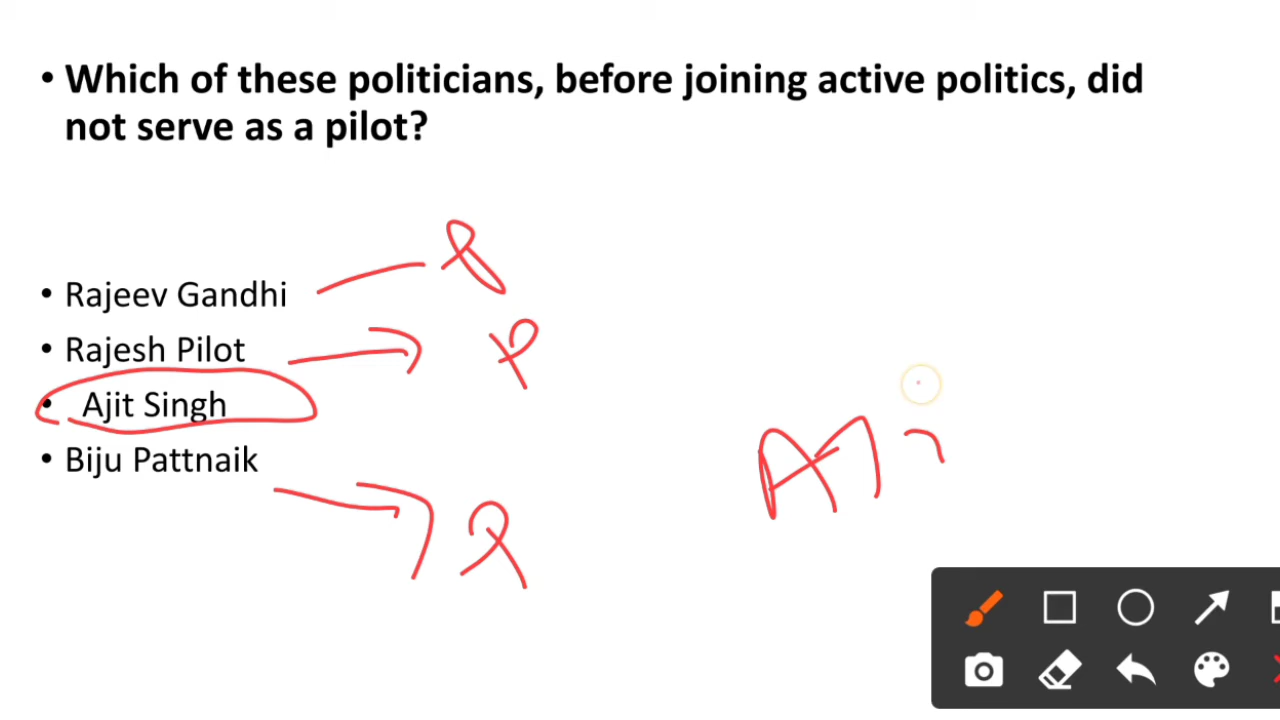 • Which of these politicians, before joining active politics, did
not serve as a pilot?
• Rajeev Gandhi
• Rajesh Pilot
• Ajit Singh
• Biju Pattnaik